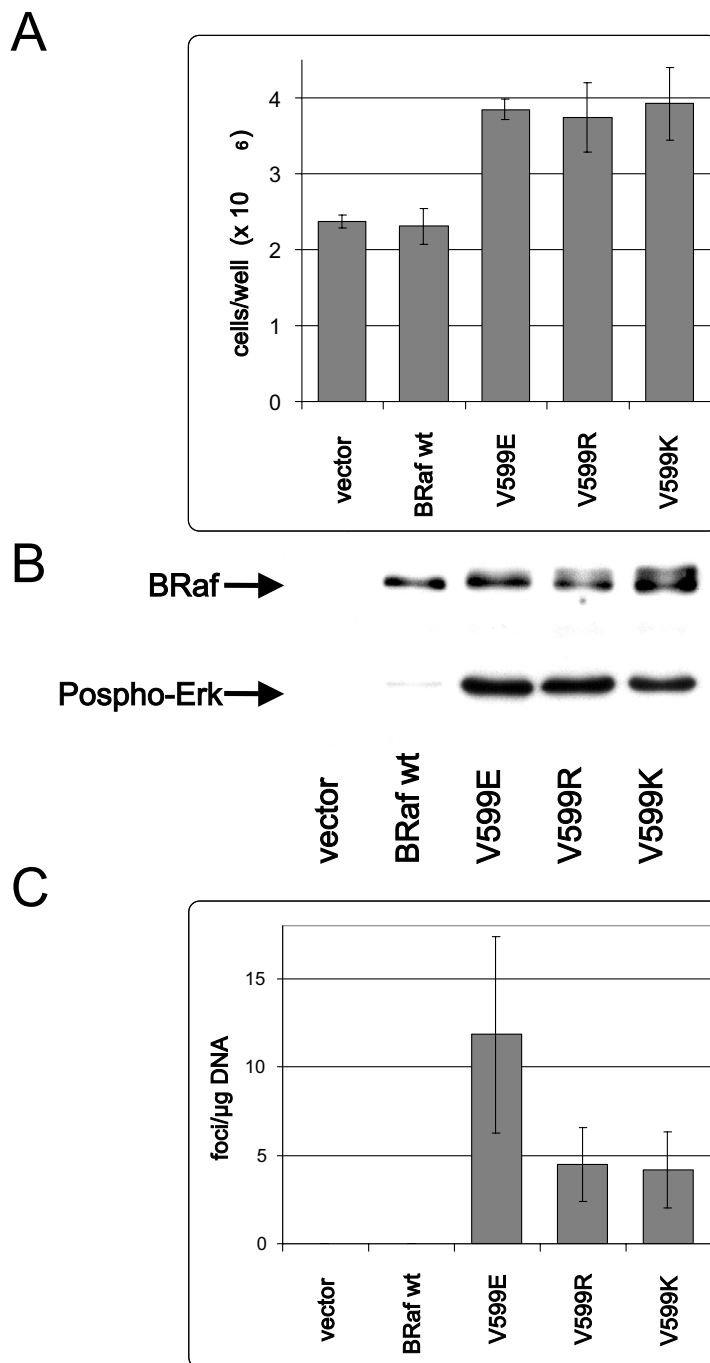 A
cells/well (x 10 6)
4
3
2
1
0
vector
BRaf wt
V599E
V599R
V599K
B
BRaf
Pospho-Erk
vector
BRaf wt
V599E
V599R
V599K
C
foci/µg DNA
15
10
5
0
vector
BRaf wt
V599E
V599R
V599K